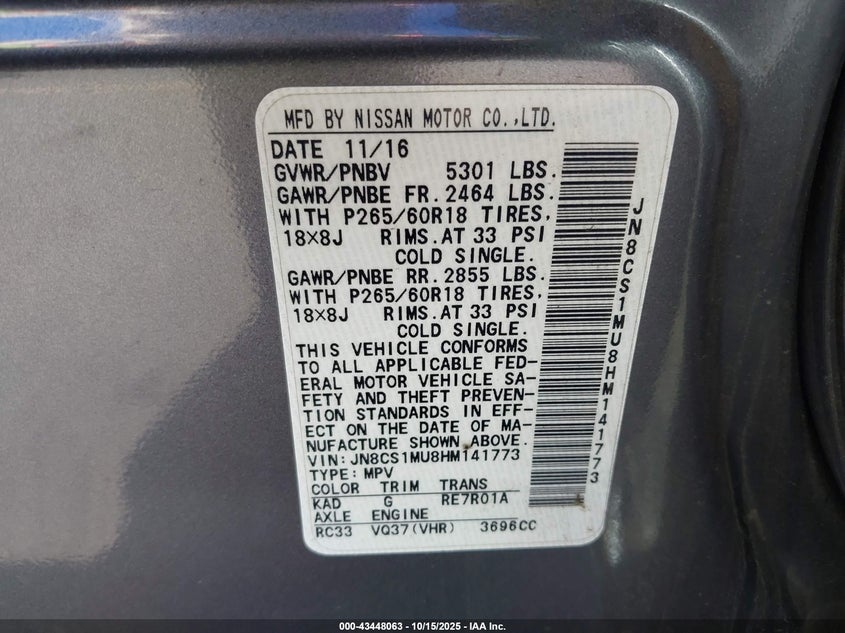 MFD BY NISSAN MOTOR CO.,LTD.
DATE 11/16
GVWR/PNBV 5301 LBS.
GAWR/PNBE FR.2464 LBS.
WITH P265/60R18 TIRES,
18×8J RIMS.AT 33 PSI
COLD SINGLE.
GAWR/PNBE RR.2855 LBS.
WITH P265/60R18 TIRES,
18×8J RIMS.AT 33 PSI
COLD SINGLE.
THIS VEHICLE CONFORMS
TO ALL APPLICABLE FED-
ERAL MOTOR VEHICLE SA-
FETY AND THEFT PREVEN-
TION STANDARDS IN EFF-
ECT ON THE DATE OF MA-
NUFACTURE SHOWN ABOVE.
VIN:JN8CS1MU8HM141773
TYPE:MPV
COLOR TRIM TRANS
KAD G RE7R01A
AXLE ENGINE
RC33 VQ37(VHR) 3696CC
JN8CS1MU8HM141773
000-43448063 - 10/15/2025 - IAA Inc.